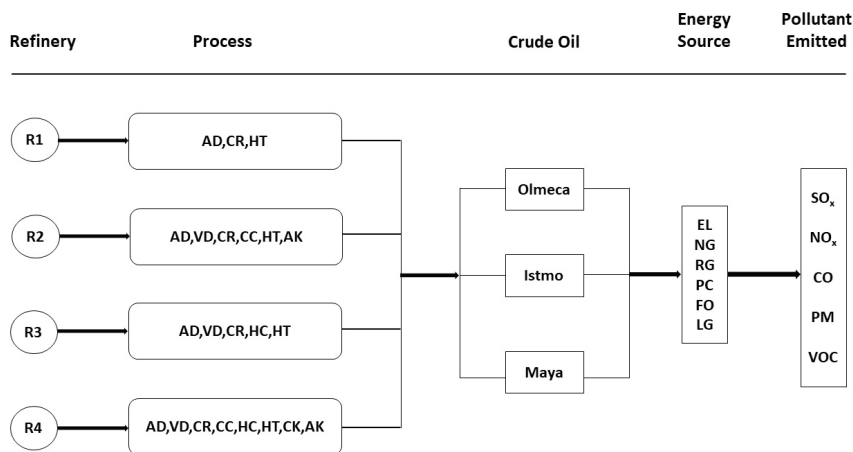 Refinery
Process
Crude Oil
Energy
Source
Pollutant
Emitted
R1
AD,CR,HT
R2
AD,VD,CR,CC,HT,AK
R3
AD,VD,CR,HC,HT
R4
AD,VD,CR,CC,HC,HT,CK,AK
Olmeca
Istmo
Maya
EL
NG
RG
PC
FO
LG
SOx
NOx
CO
PM
VOC